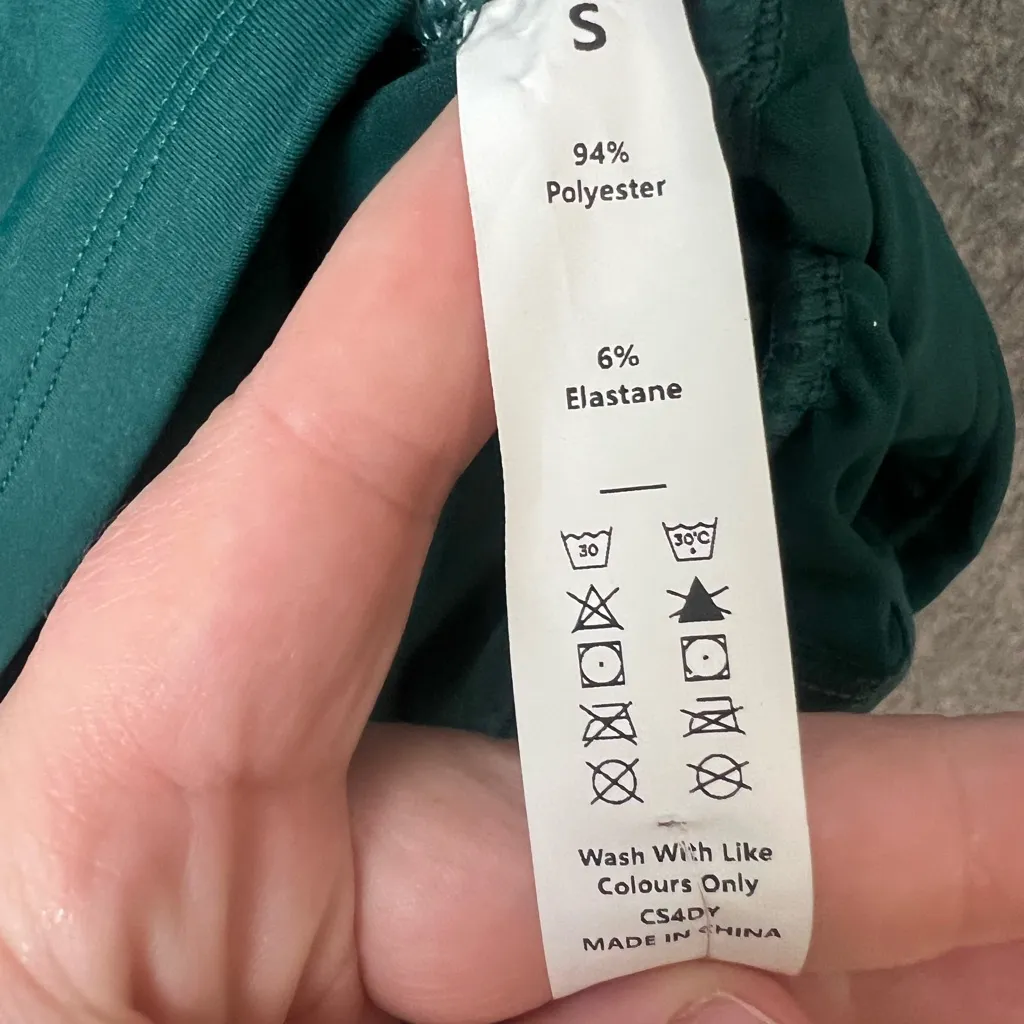 S
94%
Polyester
6%
Elastane
30 30°C
Wash With Like
Colours Only
CS4DY
MADE IN CHINA